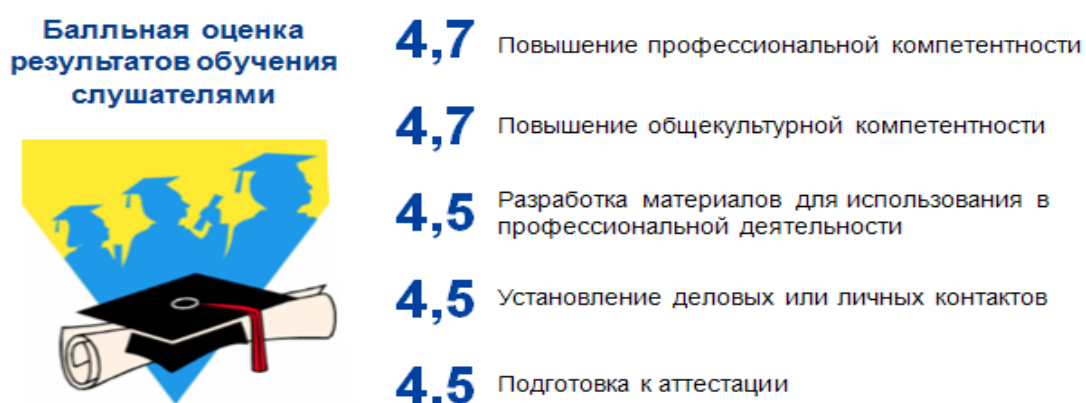 Балльная оценка
результатов обучения
слушателями
4,7 Повышение профессиональной компетентности
4,7 Повышение общекультурной компетентности
4,5 Разработка материалов для использования в
профессиональной деятельности
4,5 Установление деловых или личных контактов
4,5 Подготовка к аттестации